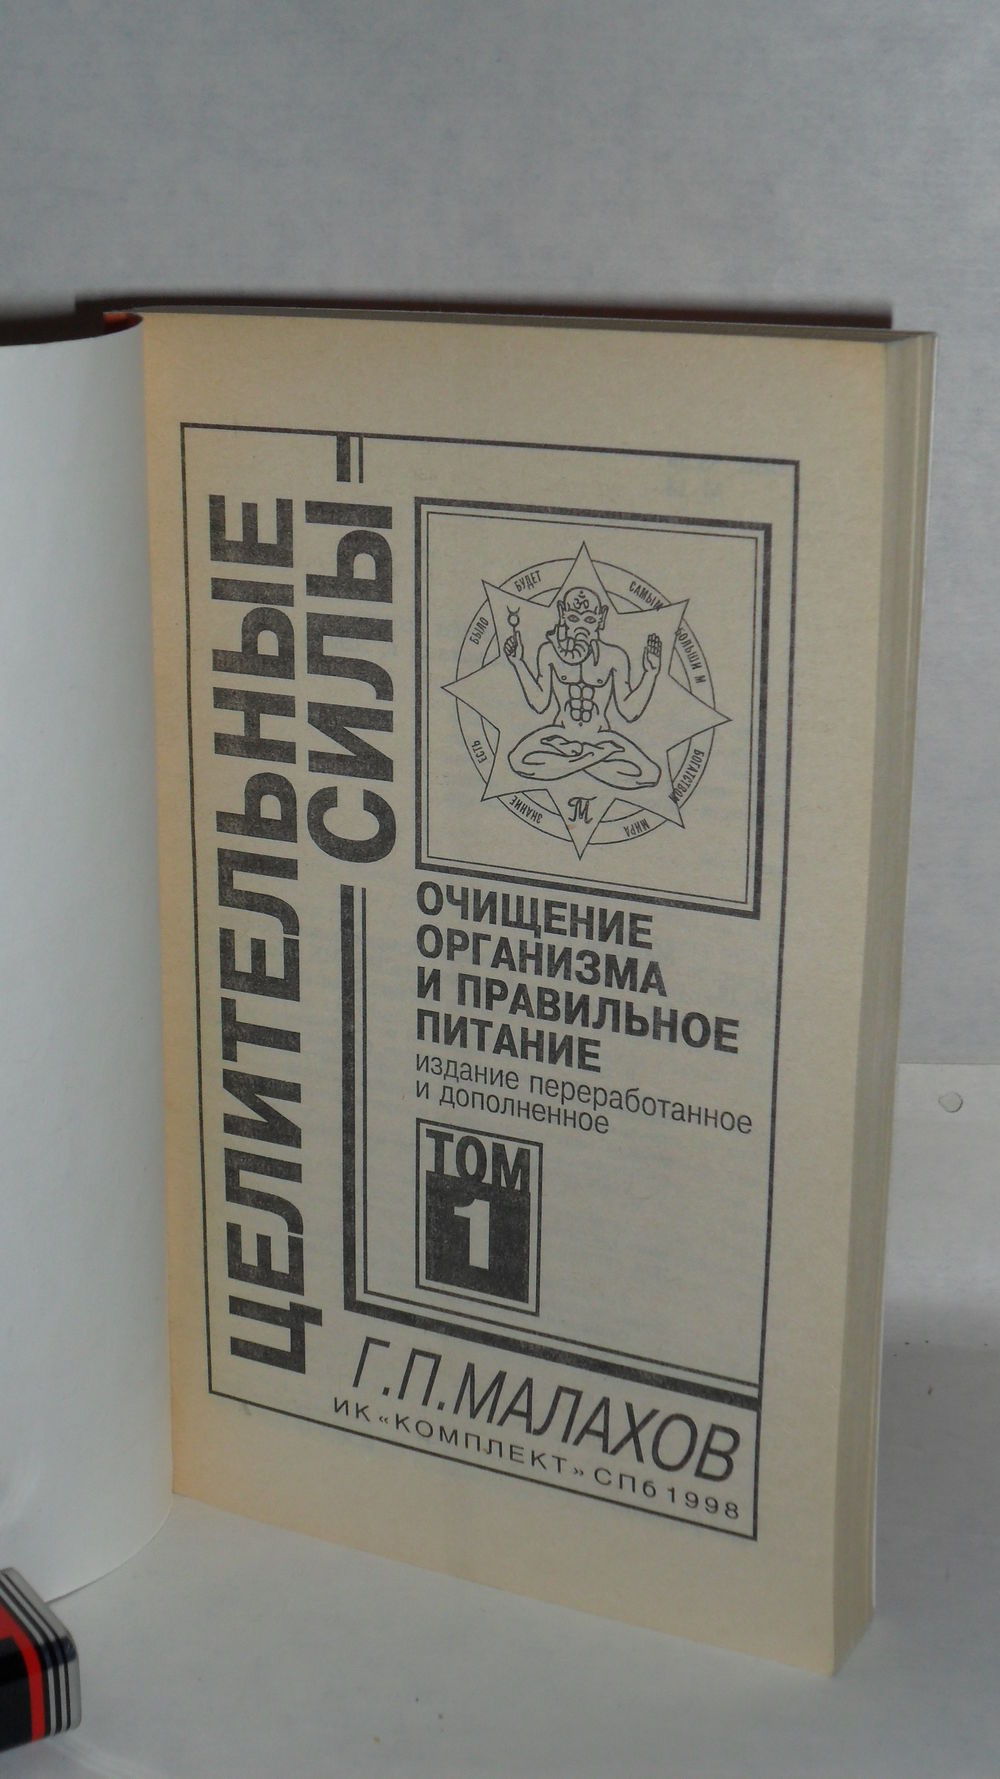 ЦЕЛИТЕЛЬНЫЕ
СИЛЫ
ЗНАНИЕ ЕСТЬ БЫЛО БУДЕТ САМЫМ БОЛЬШИМ БОГАТСТВОМ МИРА
ОЧИЩЕНИЕ
ОРГАНИЗМА
И ПРАВИЛЬНОЕ
ПИТАНИЕ
издание переработанное
и дополненное
ТОМ
1
Г.П.МАЛАХОВ
ИК «КОМПЛЕКТ» СПб 1998